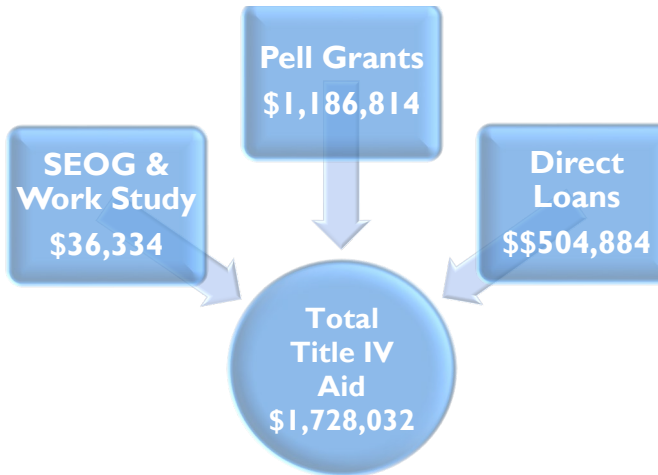 Pell Grants
$1,186,814
SEOG &
Work Study
$36,334
Direct
Loans
$$504,884
Total
Title IV
Aid
$1,728,032